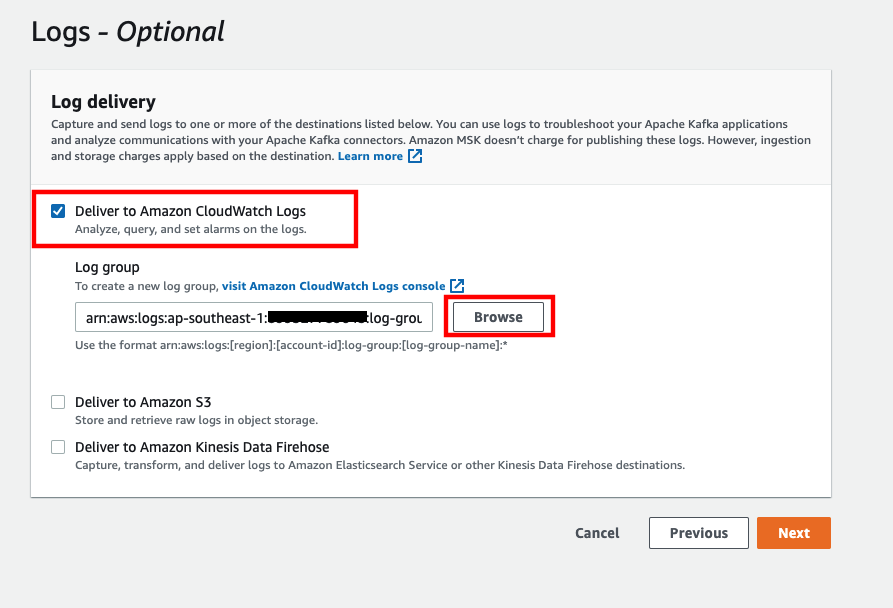 Logs - Optional
Log delivery
Capture and send logs to one or more of the destinations listed below. You can use logs to troubleshoot your Apache Kafka applications
and analyze communications with your Apache Kafka connectors. Amazon MSK doesn't charge for publishing these logs. However, ingestion
and storage charges apply based on the destination. Learn more
Deliver to Amazon CloudWatch Logs
Analyze, query, and set alarms on the logs.
Log group
To create a new log group, visit Amazon CloudWatch Logs console
arn:aws:logs:ap-southeast-1: :log-grou
Browse
Use the format arn:aws:logs:[region]:[account-id]:log-group:[log-group-name]:*
Deliver to Amazon S3
Store and retrieve raw logs in object storage.
Deliver to Amazon Kinesis Data Firehose
Capture, transform, and deliver logs to Amazon Elasticsearch Service or other Kinesis Data Firehose destinations.
Cancel Previous Next